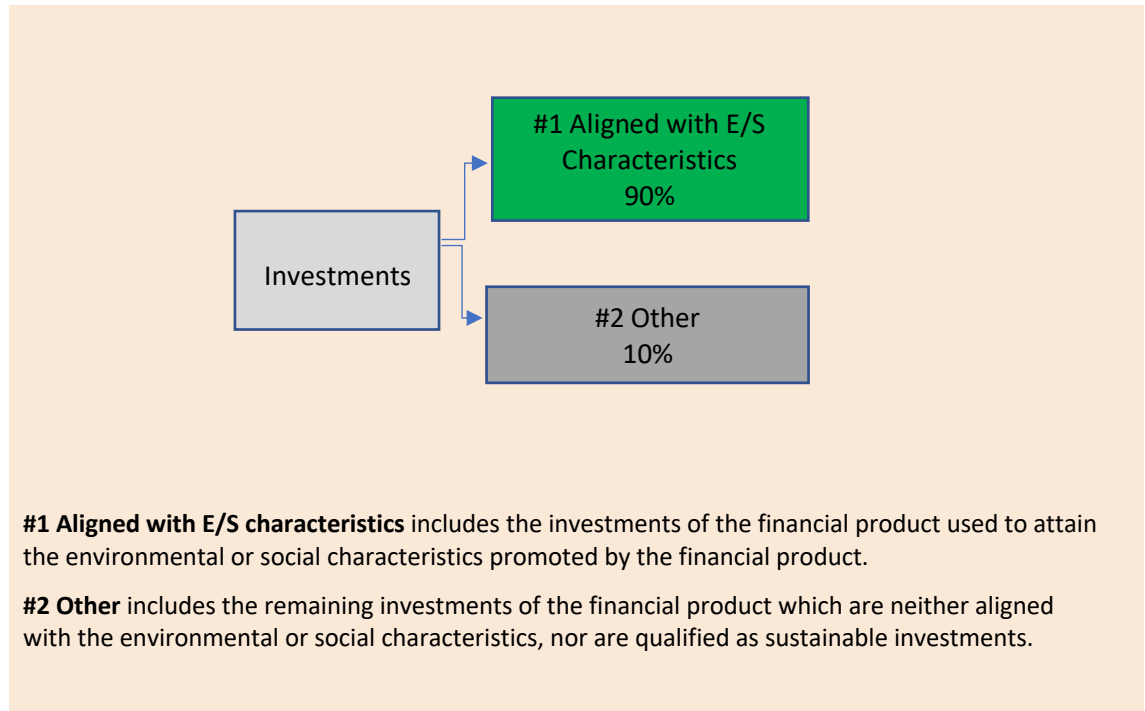 #1 Aligned with E/S
Characteristics
90%
Investments
#2 Other
10%
#1 Aligned with E/S characteristics includes the investments of the financial product used to attain
the environmental or social characteristics promoted by the financial product.
#2 Other includes the remaining investments of the financial product which are neither aligned
with the environmental or social characteristics, nor are qualified as sustainable investments.